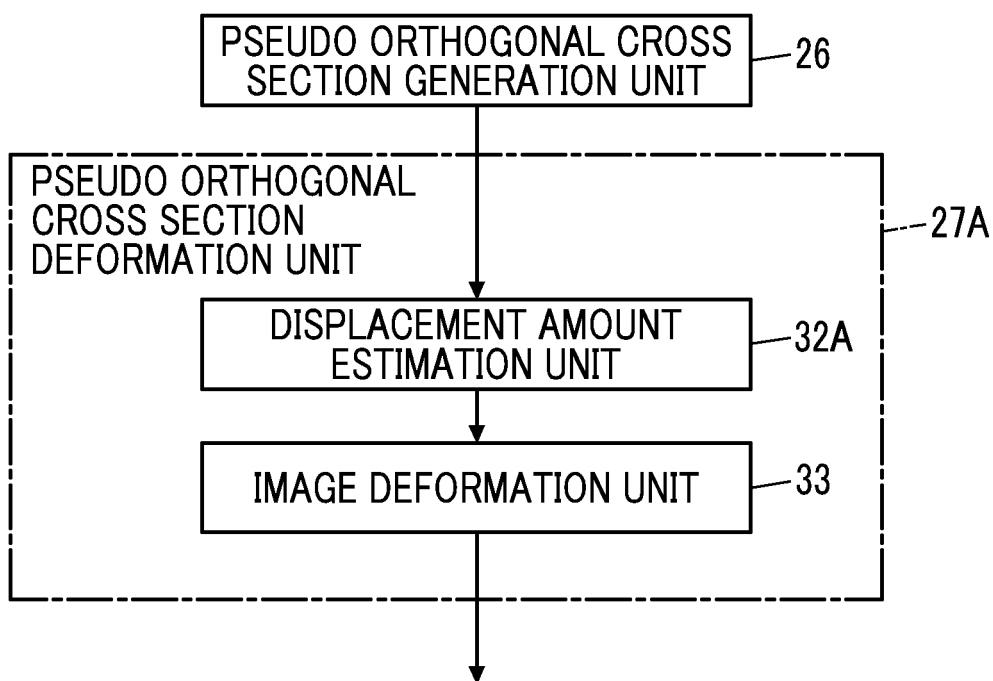 PSEUDO ORTHOGONAL CROSS
SECTION GENERATION UNIT
26
PSEUDO ORTHOGONAL
CROSS SECTION
DEFORMATION UNIT
27A
DISPLACEMENT AMOUNT
ESTIMATION UNIT
32A
IMAGE DEFORMATION UNIT
33